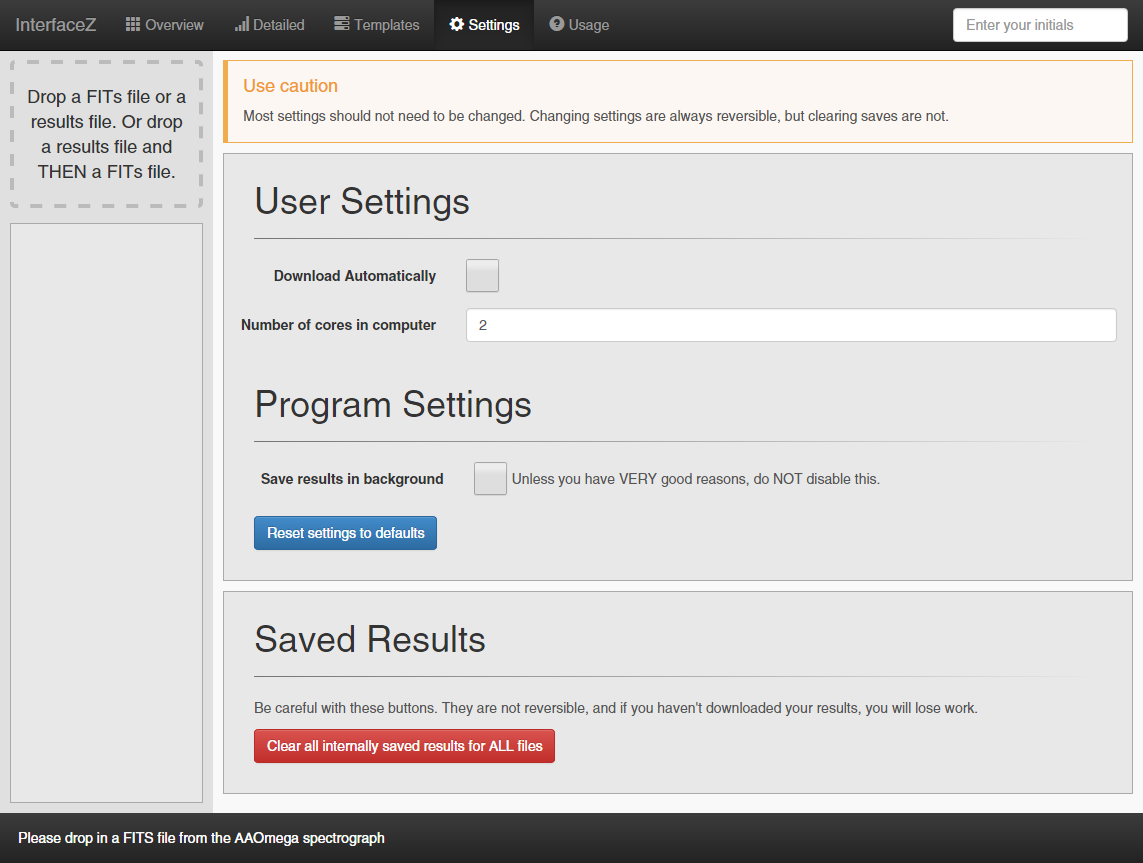 InterfaceZ
Overview
Detailed
Templates
Settings
Usage
Enter your initials
Drop a FITs file or a
results file. Or drop
a results file and
THEN a FITs file.
Use caution
Most settings should not need to be changed. Changing settings are always reversible, but clearing saves are not.
User Settings
Download Automatically
Number of cores in computer
2
Program Settings
Save results in background
Unless you have VERY good reasons, do NOT disable this.
Reset settings to defaults
Saved Results
Be careful with these buttons. They are not reversible, and if you haven't downloaded your results, you will lose work.
Clear all internally saved results for ALL files
Please drop in a FITS file from the AAOmega spectrograph